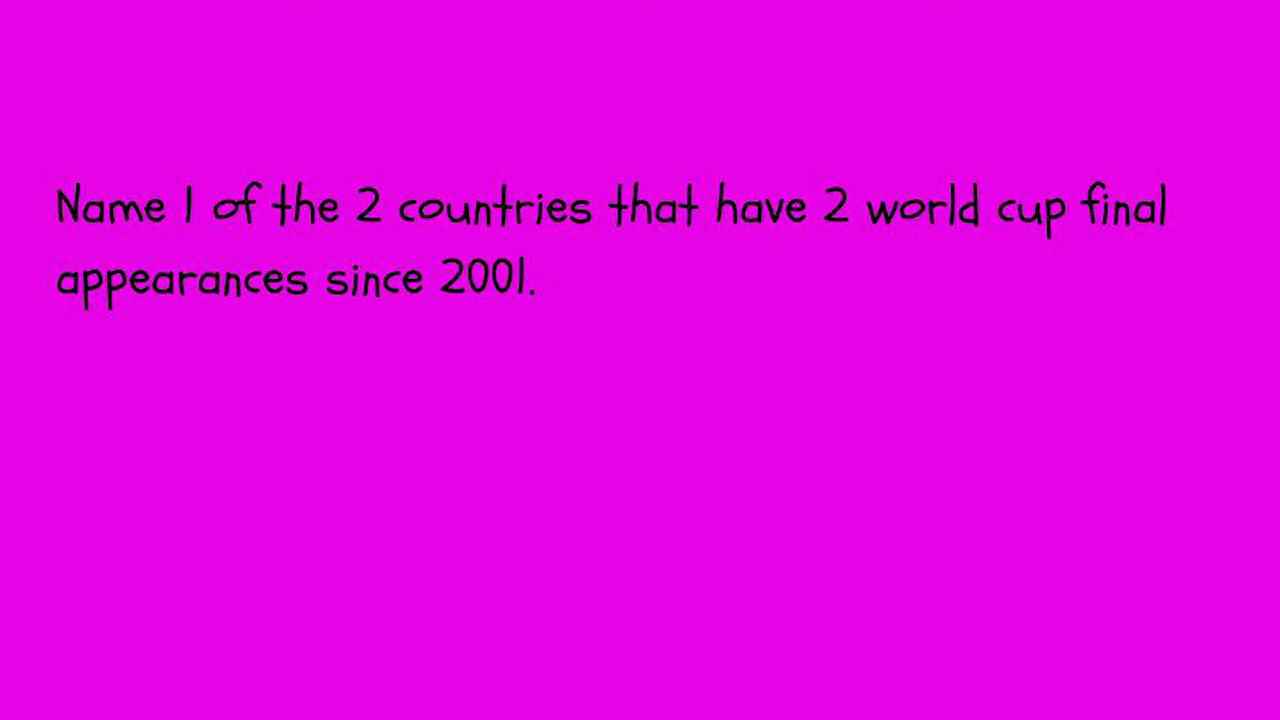 Name 1 of the 2 countries that have 2 world cup final
appearances since 2001.